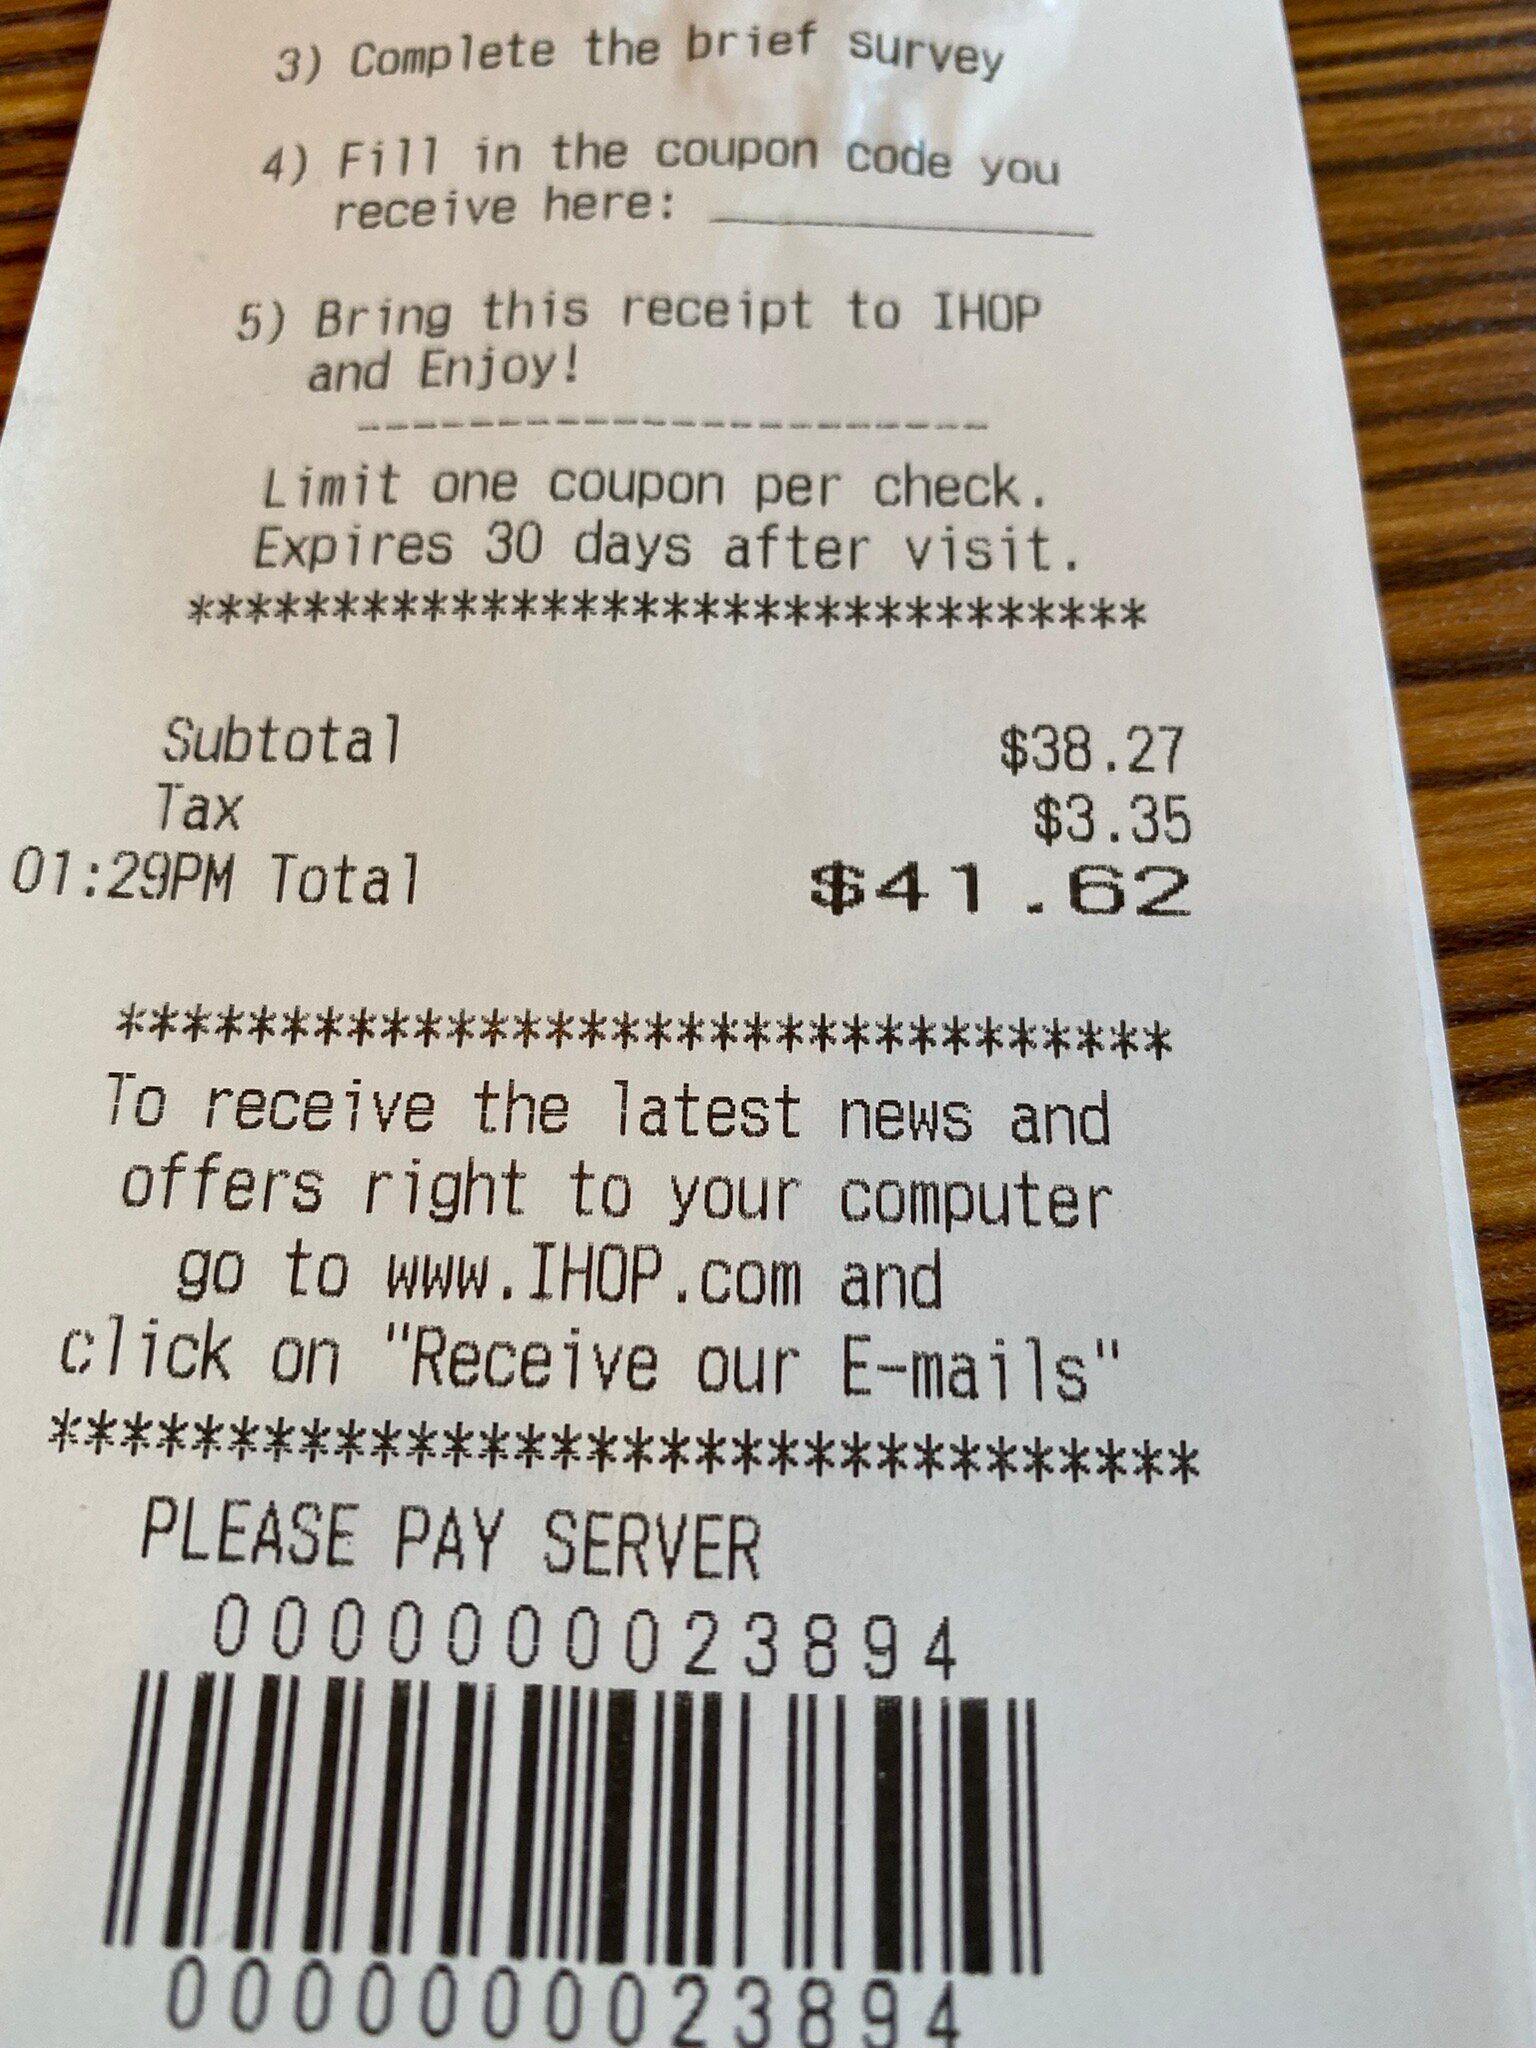 3) Complete the brief survey
4) Fill in the coupon code you
receive here: _______________
5) Bring this receipt to IHOP
and Enjoy!
----------------------
Limit one coupon per check.
Expires 30 days after visit.
********************************
Subtotal $38.27
Tax $3.35
01:29PM Total $41.62
********************************
To receive the latest news and
offers right to your computer
go to www.IHOP.com and
click on "Receive our E-mails"
********************************
PLEASE PAY SERVER
0000000023894
0000000023894